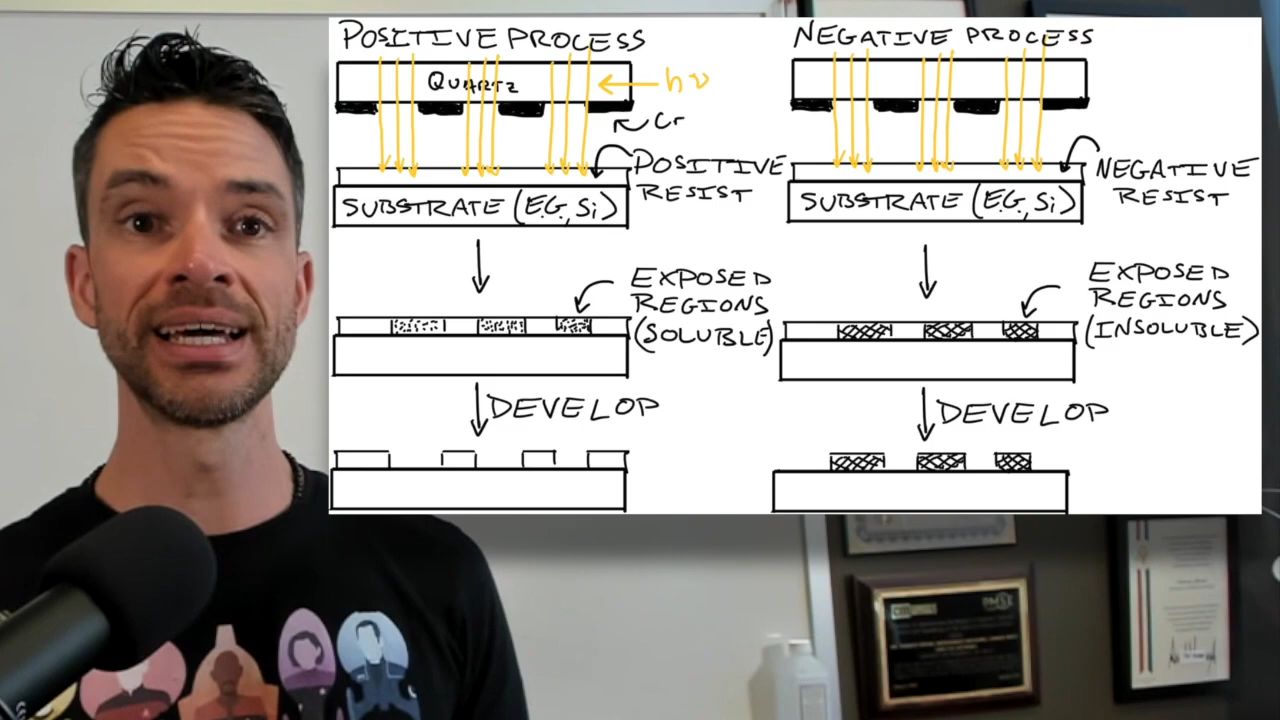 POSITIVE PROCESS
QUARTZ
hν
Cr
POSITIVE
RESIST
SUBSTRATE (E.G., Si)
EXPOSED
REGIONS
(SOLUBLE)
DEVELOP
NEGATIVE PROCESS
NEGATIVE
RESIST
SUBSTRATE (E.G., Si)
EXPOSED
REGIONS
(INSOLUBLE)
DEVELOP